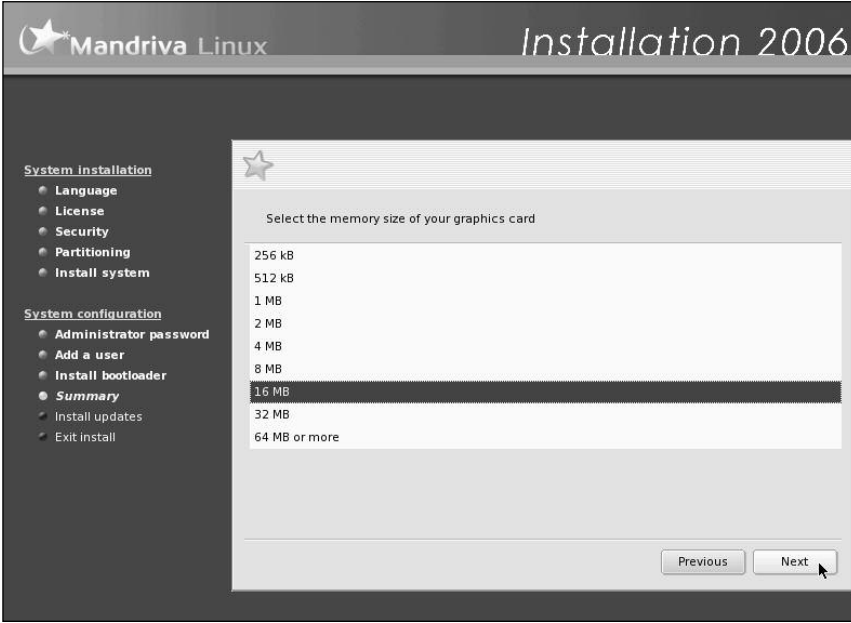 Mandriva Linux
Installation 2006
System installation
Language
License
Security
Partitioning
Install system
System configuration
Administrator password
Add a user
Install bootloader
Summary
Install updates
Exit install
Select the memory size of your graphics card
256 kB
512 kB
1 MB
2 MB
4 MB
8 MB
16 MB
32 MB
64 MB or more
Previous
Next